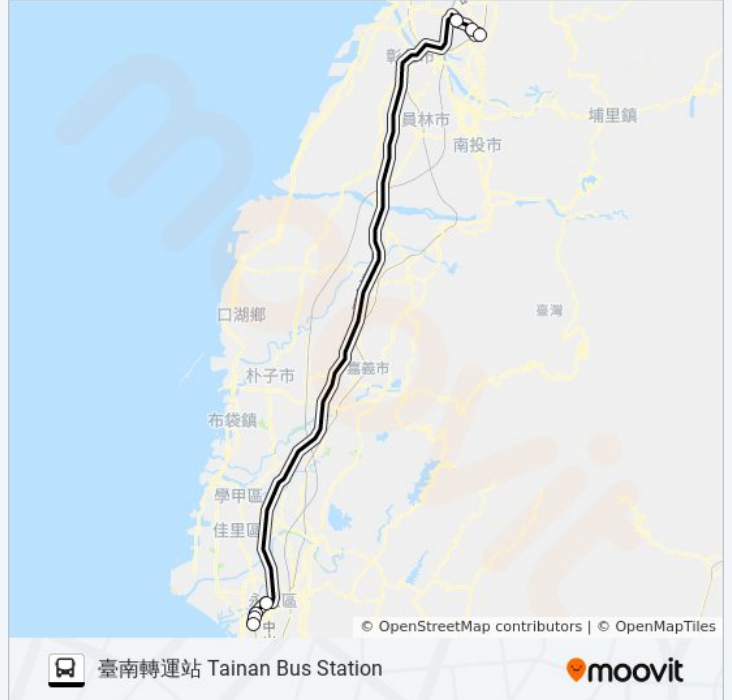 彰 市
員林市
埔里鎮
南投市
臺灣
口湖鄉
嘉義市
朴子市
布袋鎮
學甲區
佳里區
永 區
© OpenStreetMap contributors | © OpenMapTiles
臺南轉運站 Tainan Bus Station
moovit